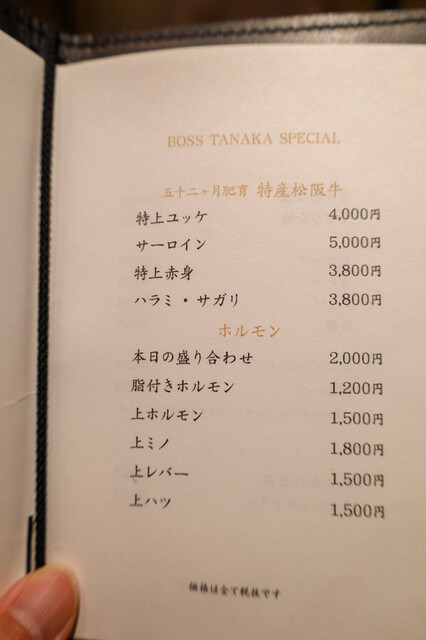 BOSS TANAKA SPECIAL
五十二ヶ月肥育 特産松阪牛
特上ユッケ 4,000円
サーロイン 5,000円
特上赤身 3,800円
ハラミ・サガリ 3,800円
ホルモン
本日の盛り合わせ 2,000円
脂付きホルモン 1,200円
上ホルモン 1,500円
上ミノ 1,800円
上レバー 1,500円
上ハツ 1,500円
価格は全て税抜です